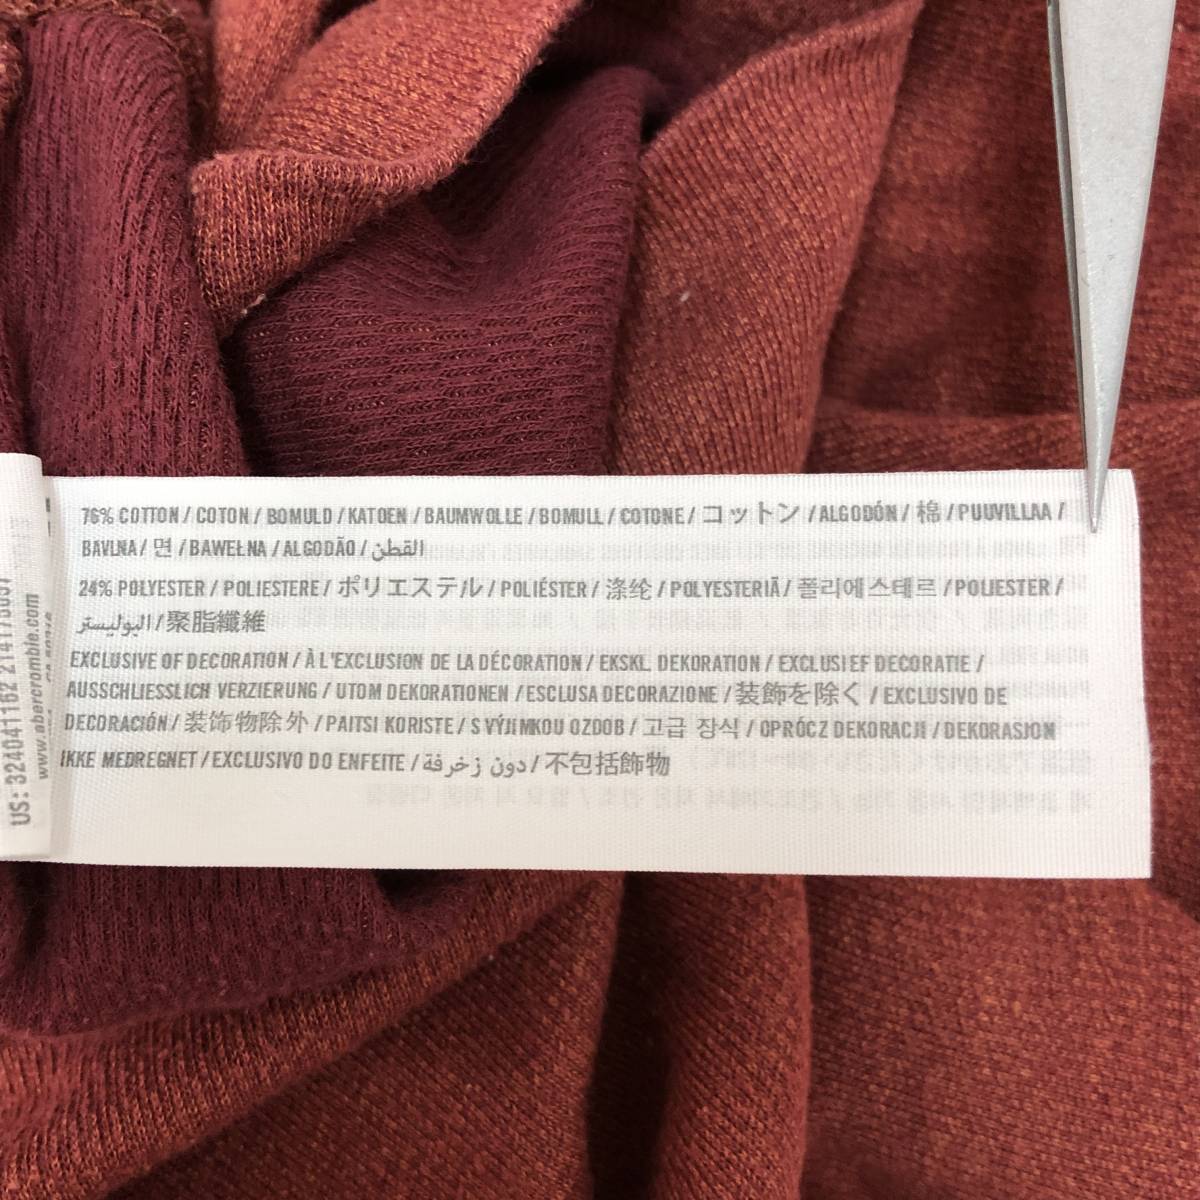 76% COTTON / COTON / BOMULD / KATOEN / BAUMWOLLE / BOMULL / COTONE / コットン / ALGODÓN / 棉 / PUUVILLAA /
BAVLNA / 면 / BAWEŁNA / ALGODÃO / القطن
24% POLYESTER / POLIESTERE / ポリエステル / POLIÉSTER / 涤纶 / POLYESTERIÄ / 폴리에스테르 / POLIESTER /
البوليستر / 聚脂纖維
EXCLUSIVE OF DECORATION / À L'EXCLUSION DE LA DÉCORATION / EKSKL. DEKORATION / EXCLUSIEF DECORATIE /
AUSSCHLIESSLICH VERZIERUNG / UTOM DEKORATIONEN / ESCLUSA DECORAZIONE / 装飾を除く / EXCLUSIVO DE
DECORACIÓN / 装饰物除外 / PAITSI KORISTE / S VÝJIMKOU OZDOB / 고급 장식 / OPRÓCZ DEKORACJI / DEKORASJON
IKKE MEDREGNET / EXCLUSIVO DO ENFEITE / دون زخرفة / 不包括飾物
www.abercrombie.com
US: 324041162